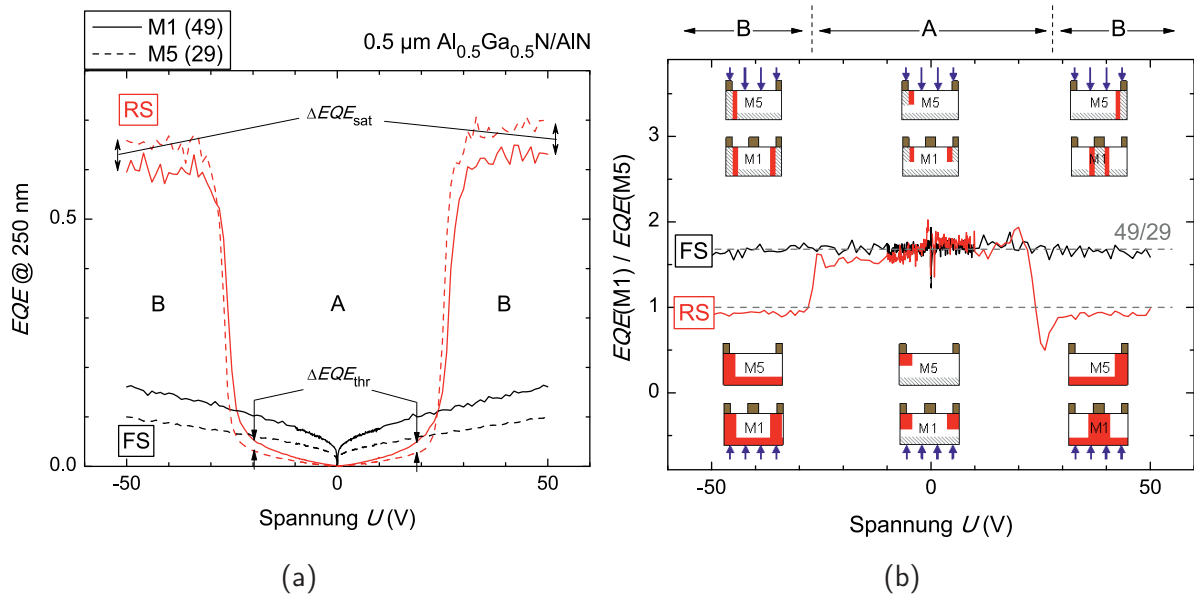 M1 (49)
M5 (29)
0.5 µm Al0.5Ga0.5N/AlN
RS
ΔEQEsat
B
A
B
ΔEQEthr
FS
EQE @ 250 nm
0.5
0.0
-50
0
50
Spannung U (V)
(a)
B
A
B
M5
M5
M5
M1
M1
M1
49/29
FS
RS
M5
M5
M5
M1
M1
M1
EQE(M1) / EQE(M5)
3
2
1
0
-50
0
50
Spannung U (V)
(b)